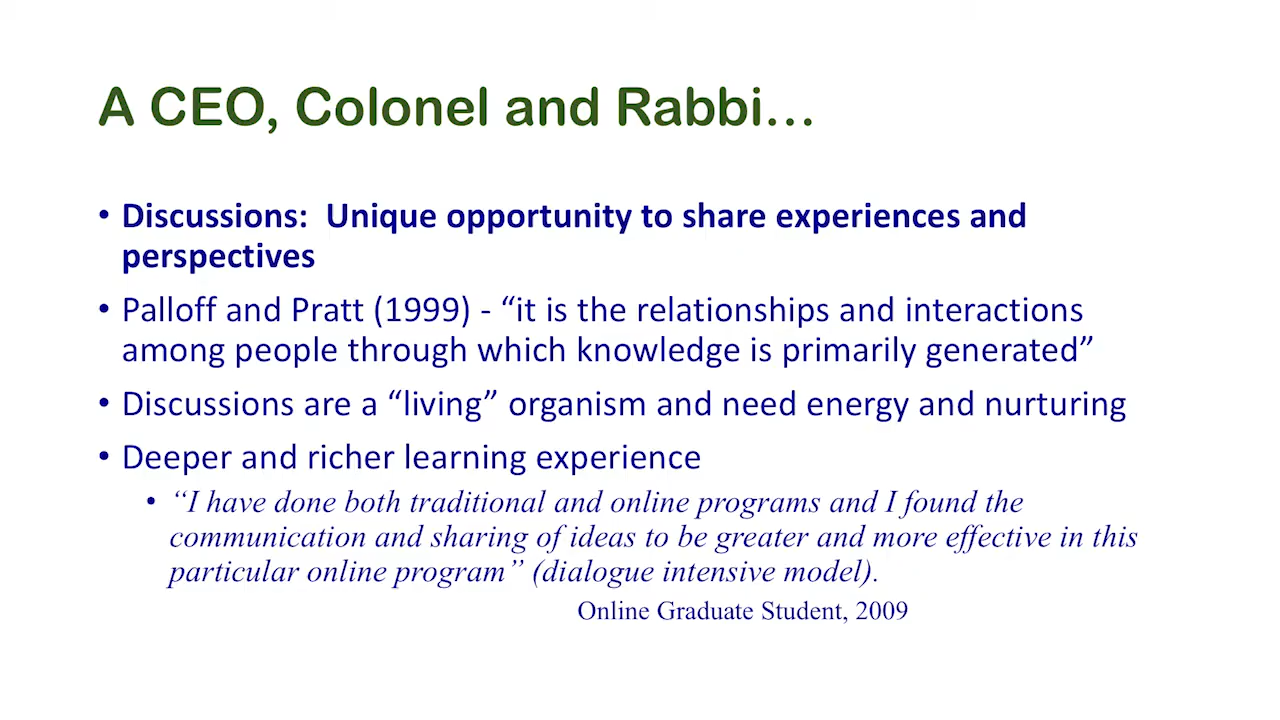 A CEO, Colonel and Rabbi…
• Discussions:  Unique opportunity to share experiences and
perspectives
• Palloff and Pratt (1999) - “it is the relationships and interactions
among people through which knowledge is primarily generated”
• Discussions are a “living” organism and need energy and nurturing
• Deeper and richer learning experience
• “I have done both traditional and online programs and I found the
communication and sharing of ideas to be greater and more effective in this
particular online program” (dialogue intensive model).
Online Graduate Student, 2009